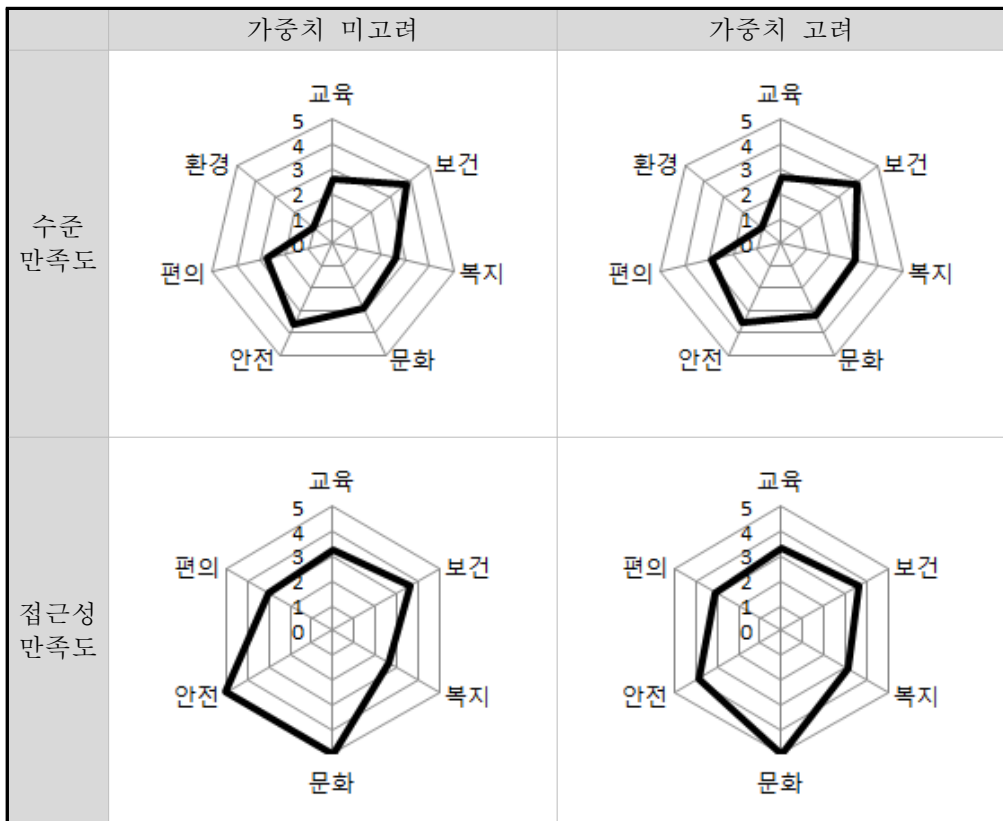 가중치 미고려
가중치 고려
수준
만족도
교육
보건
복지
문화
안전
편의
환경
5
4
3
2
1
0
교육
보건
복지
문화
안전
편의
환경
5
4
3
2
1
0
접근성
만족도
교육
보건
복지
문화
안전
편의
5
4
3
2
1
0
교육
보건
복지
문화
안전
편의
5
4
3
2
1
0